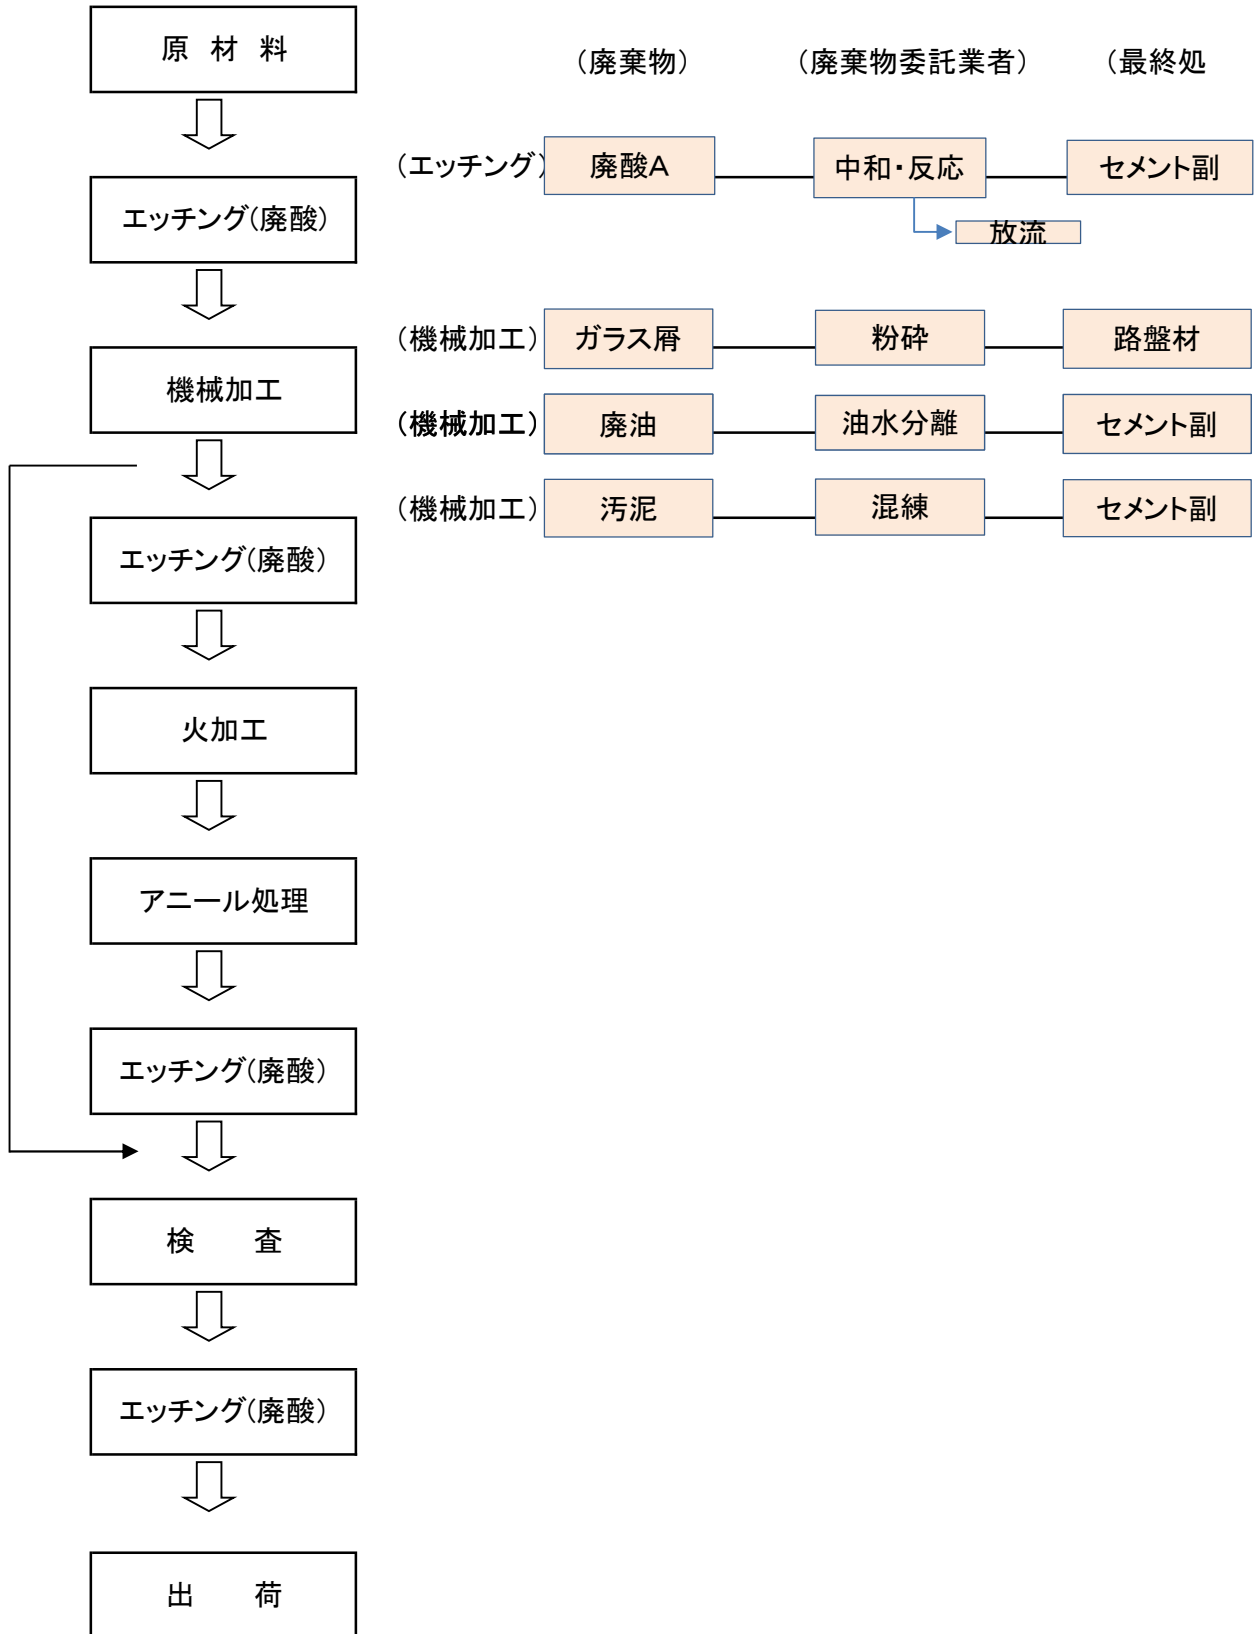 原 材 料
エッチング(廃酸)
機械加工
エッチング(廃酸)
火加工
アニール処理
エッチング(廃酸)
検　　査
エッチング(廃酸)
出　　荷
（廃棄物） （廃棄物委託業者） （最終処
（エッチング） 廃酸A 中和・反応 セメント副
放流
（機械加工） ガラス屑 粉砕 路盤材
（機械加工） 廃油 油水分離 セメント副
（機械加工） 汚泥 混練 セメント副